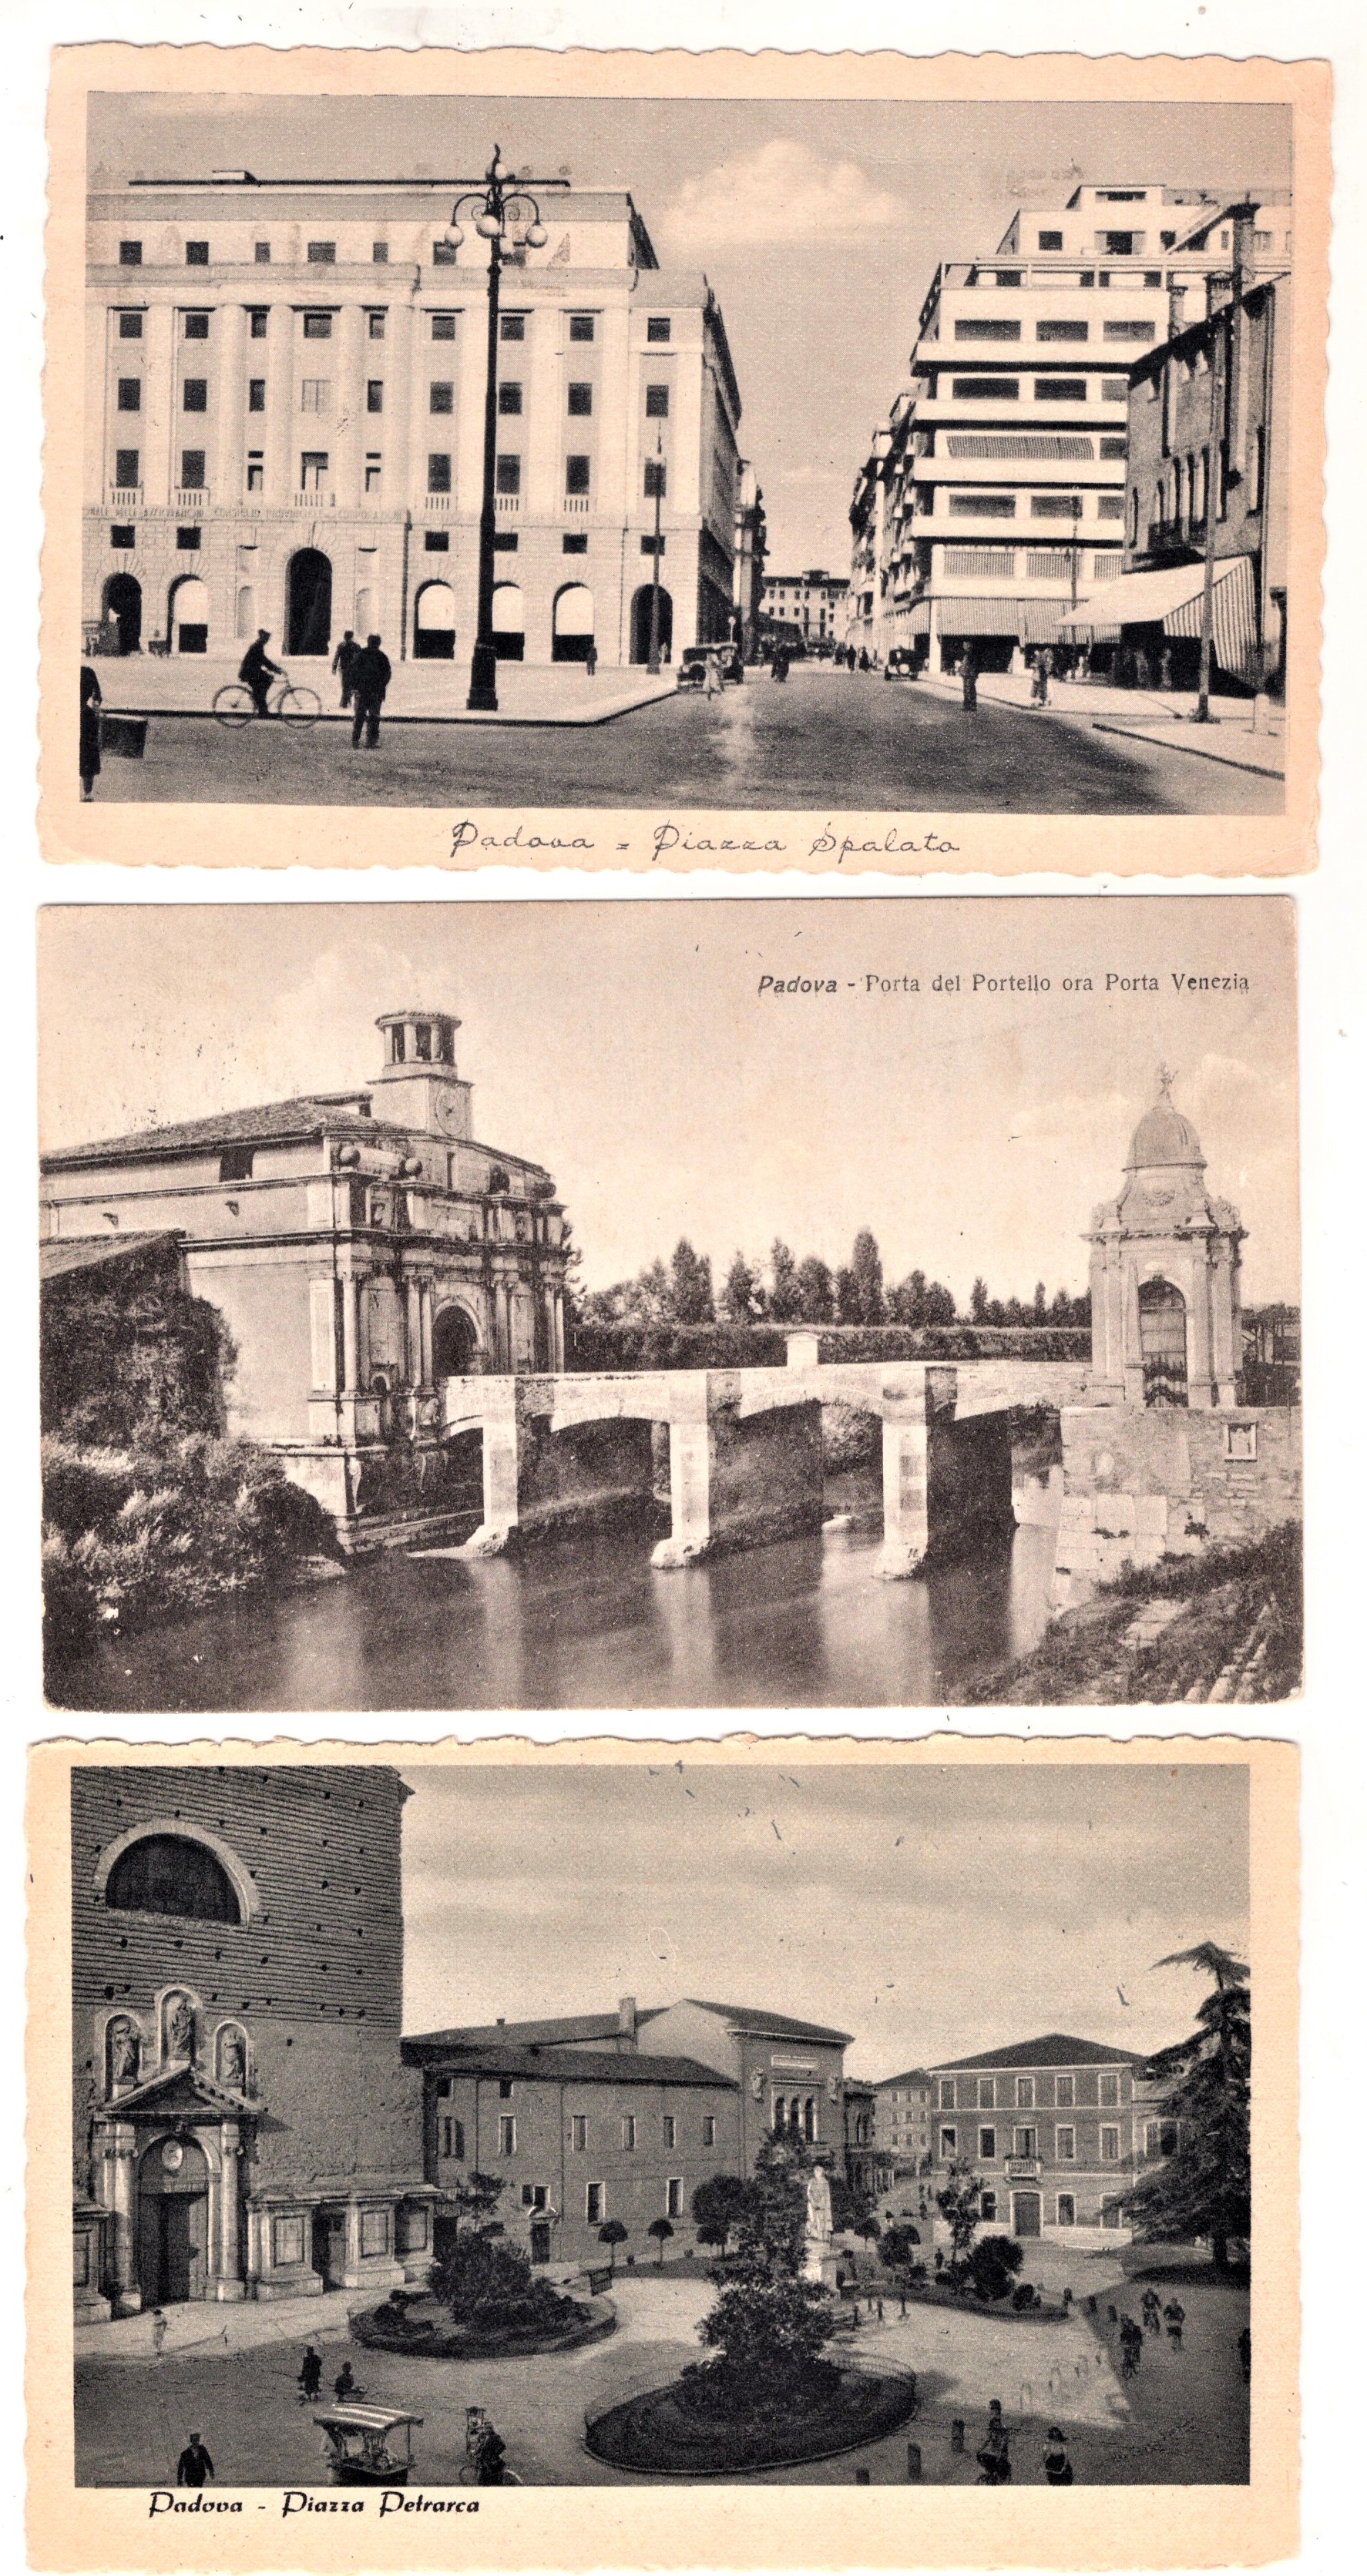 Padova - Piazza Spalato
Padova - Porta del Portello ora Porta Venezia
Padova - Piazza Petrarca